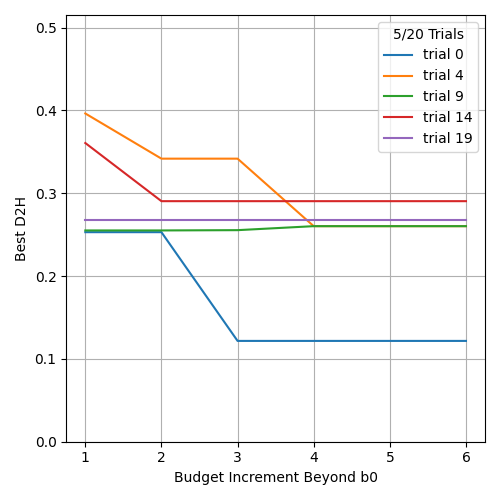 5/20 Trials
trial 0
trial 4
trial 9
trial 14
trial 19
0.5
0.4
0.3
0.2
0.1
0.0
Best D2H
1 2 3 4 5 6
Budget Increment Beyond b0